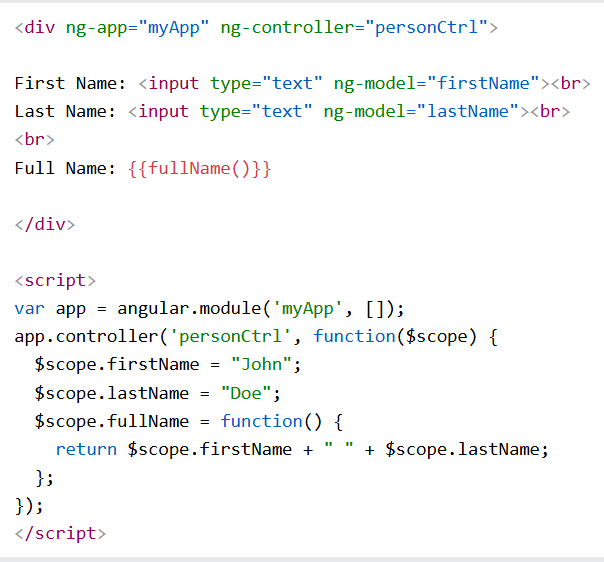 <div ng-app="myApp" ng-controller="personCtrl">
First Name: <input type="text" ng-model="firstName"><br>
Last Name: <input type="text" ng-model="lastName"><br>
<br>
Full Name: {{fullName()}}
</div>
<script>
var app = angular.module('myApp', []);
app.controller('personCtrl', function($scope) {
  $scope.firstName = "John";
  $scope.lastName = "Doe";
  $scope.fullName = function() {
    return $scope.firstName + " " + $scope.lastName;
  };
});
</script>